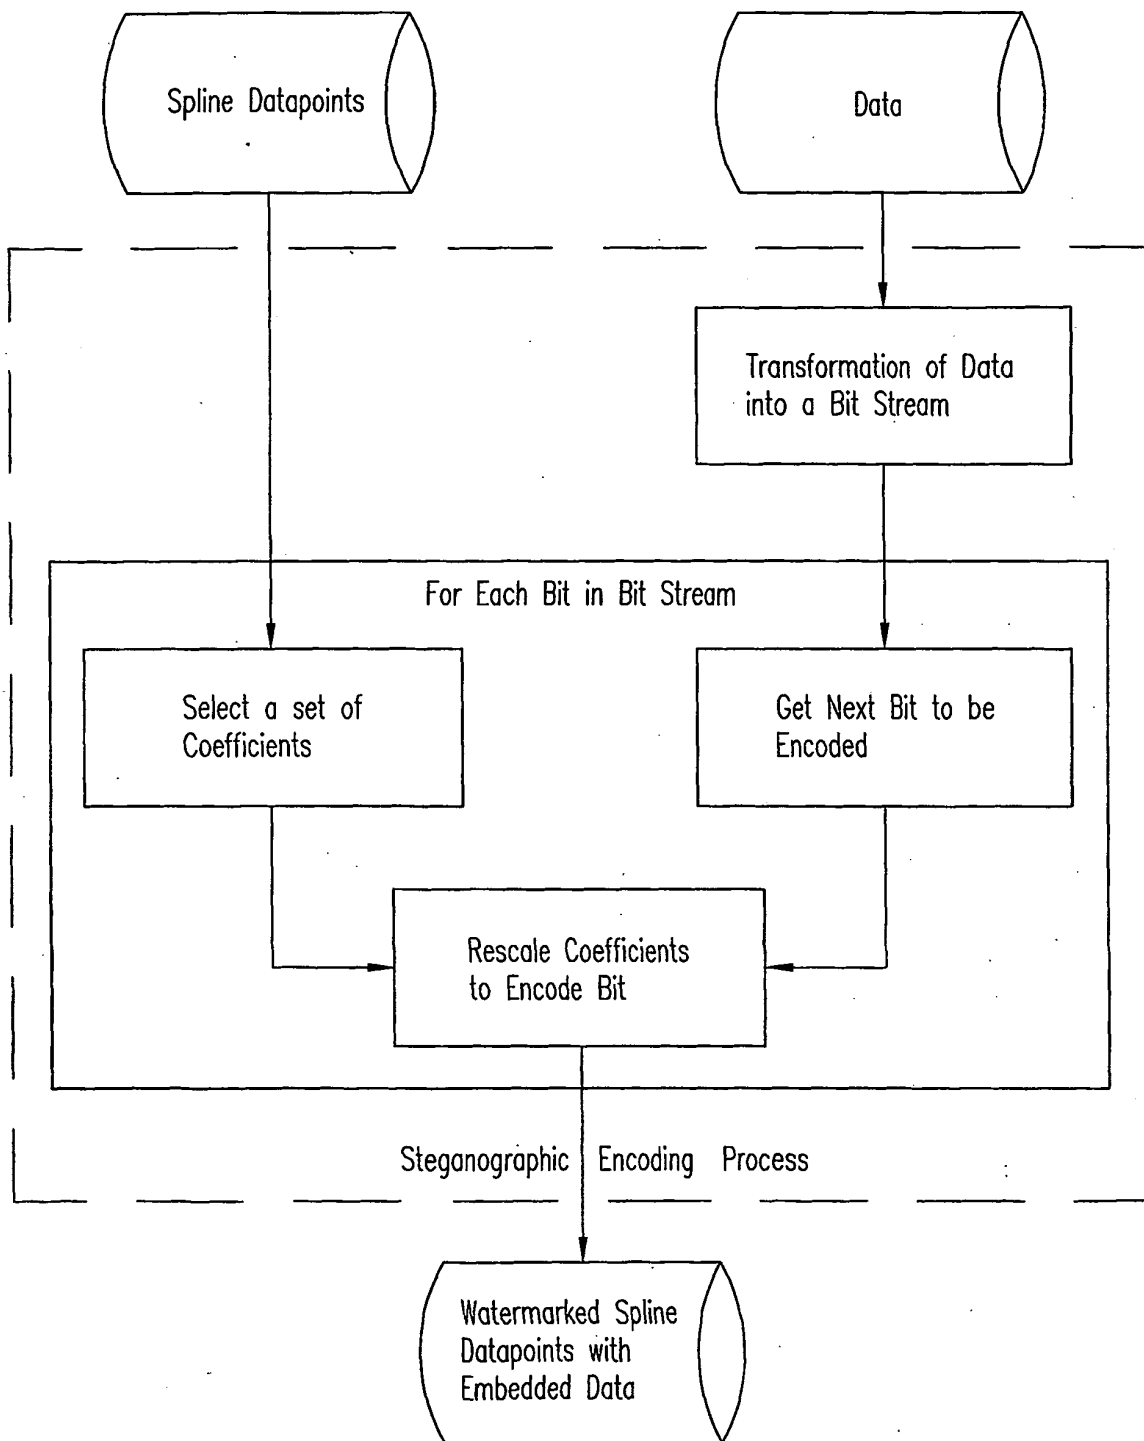 Spline Datapoints
Data
Transformation of Data
into a Bit Stream
For Each Bit in Bit Stream
Select a set of
Coefficients
Get Next Bit to be
Encoded
Rescale Coefficients
to Encode Bit
Steganographic Encoding Process
Watermarked Spline
Datapoints with
Embedded Data